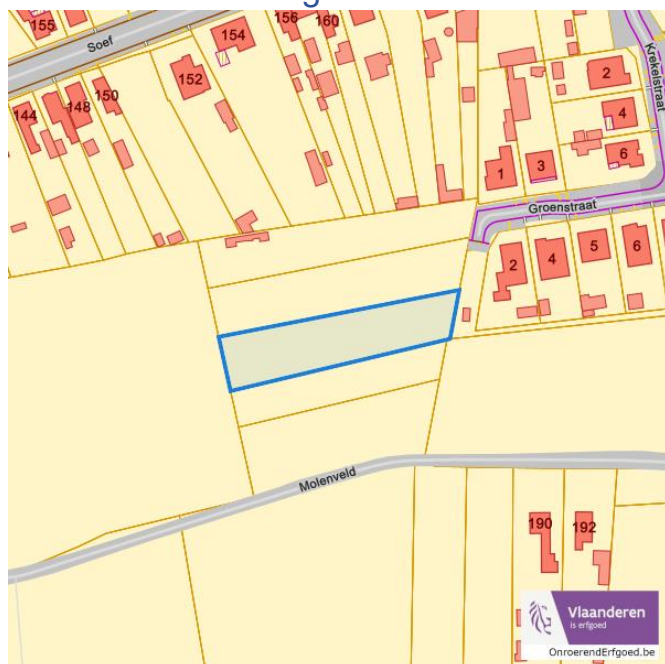 155
Soef
154
156
160
152
150
148
144
Krekelstraat
2
4
6
1
3
Groenstraat
2
4
5
6
Molenveld
190
192
Vlaanderen
is erfgoed
OnroerendErfgoed.be